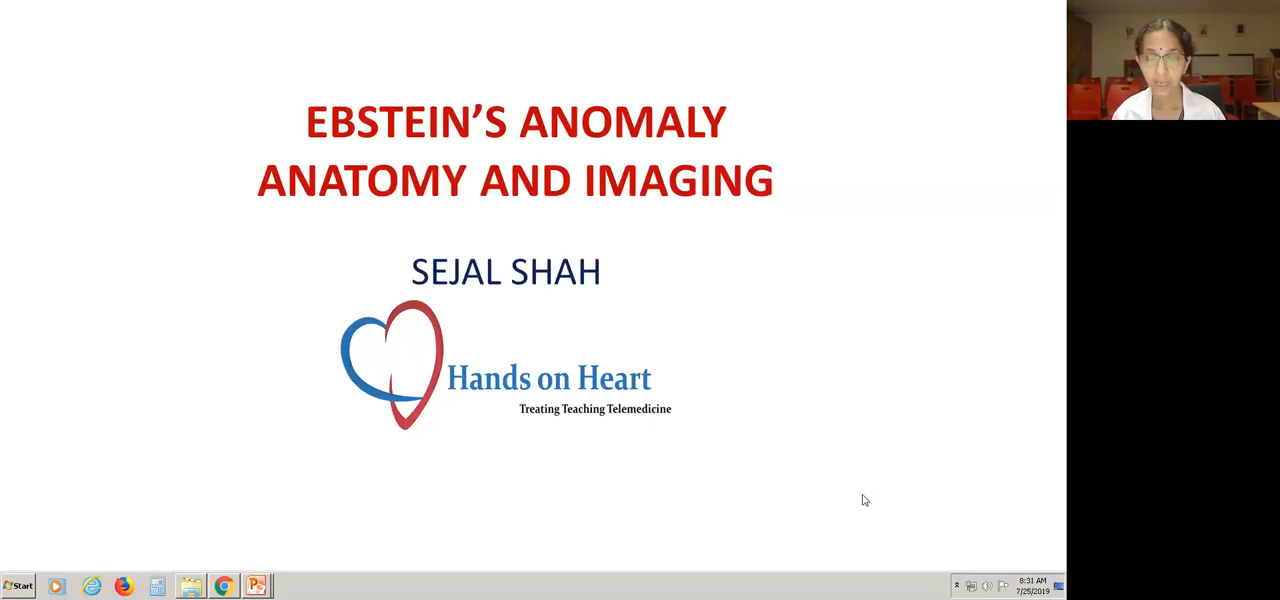 EBSTEIN’S ANOMALY
ANATOMY AND IMAGING
SEJAL SHAH
Hands on Heart
Treating Teaching Telemedicine
Start
8:31 AM
7/25/2019